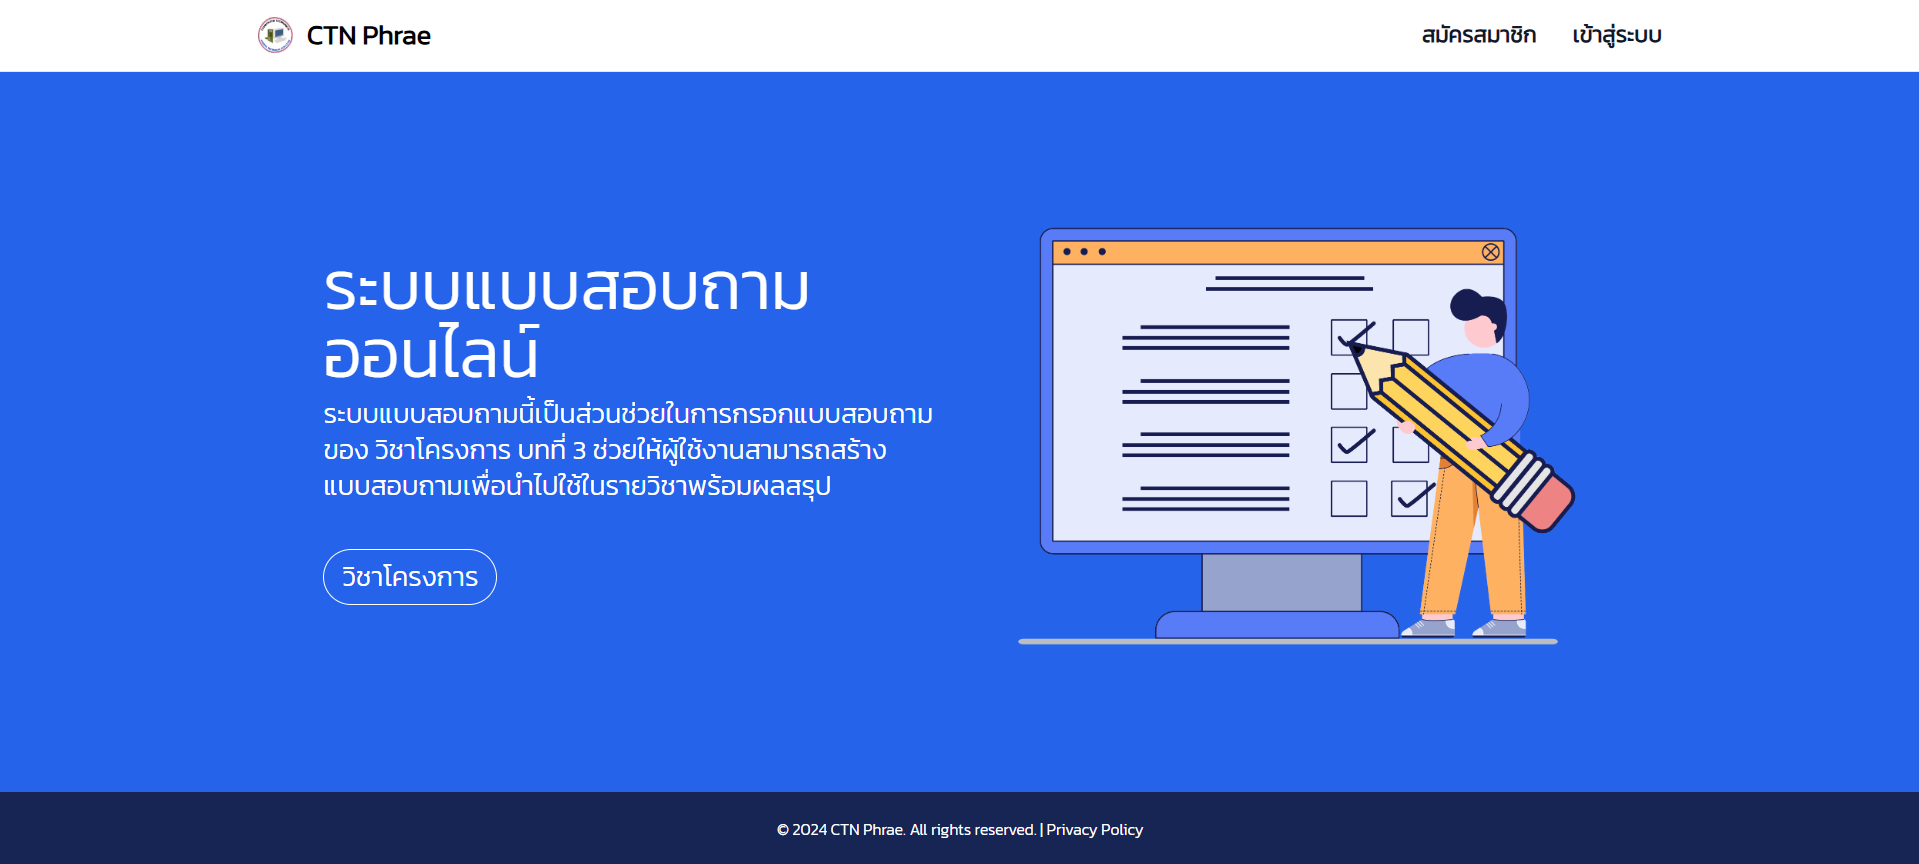 CTN Phrae
สมัครสมาชิก
เข้าสู่ระบบ
ระบบแบบสอบถาม
ออนไลน์
ระบบแบบสอบถามนี้เป็นส่วนช่วยในการกรอกแบบสอบถาม
ของ วิชาโครงการ บทที่ 3 ช่วยให้ผู้ใช้งานสามารถสร้าง
แบบสอบถามเพื่อนำไปใช้ในรายวิชาพร้อมผลสรุป
วิชาโครงการ
© 2024 CTN Phrae. All rights reserved. | Privacy Policy